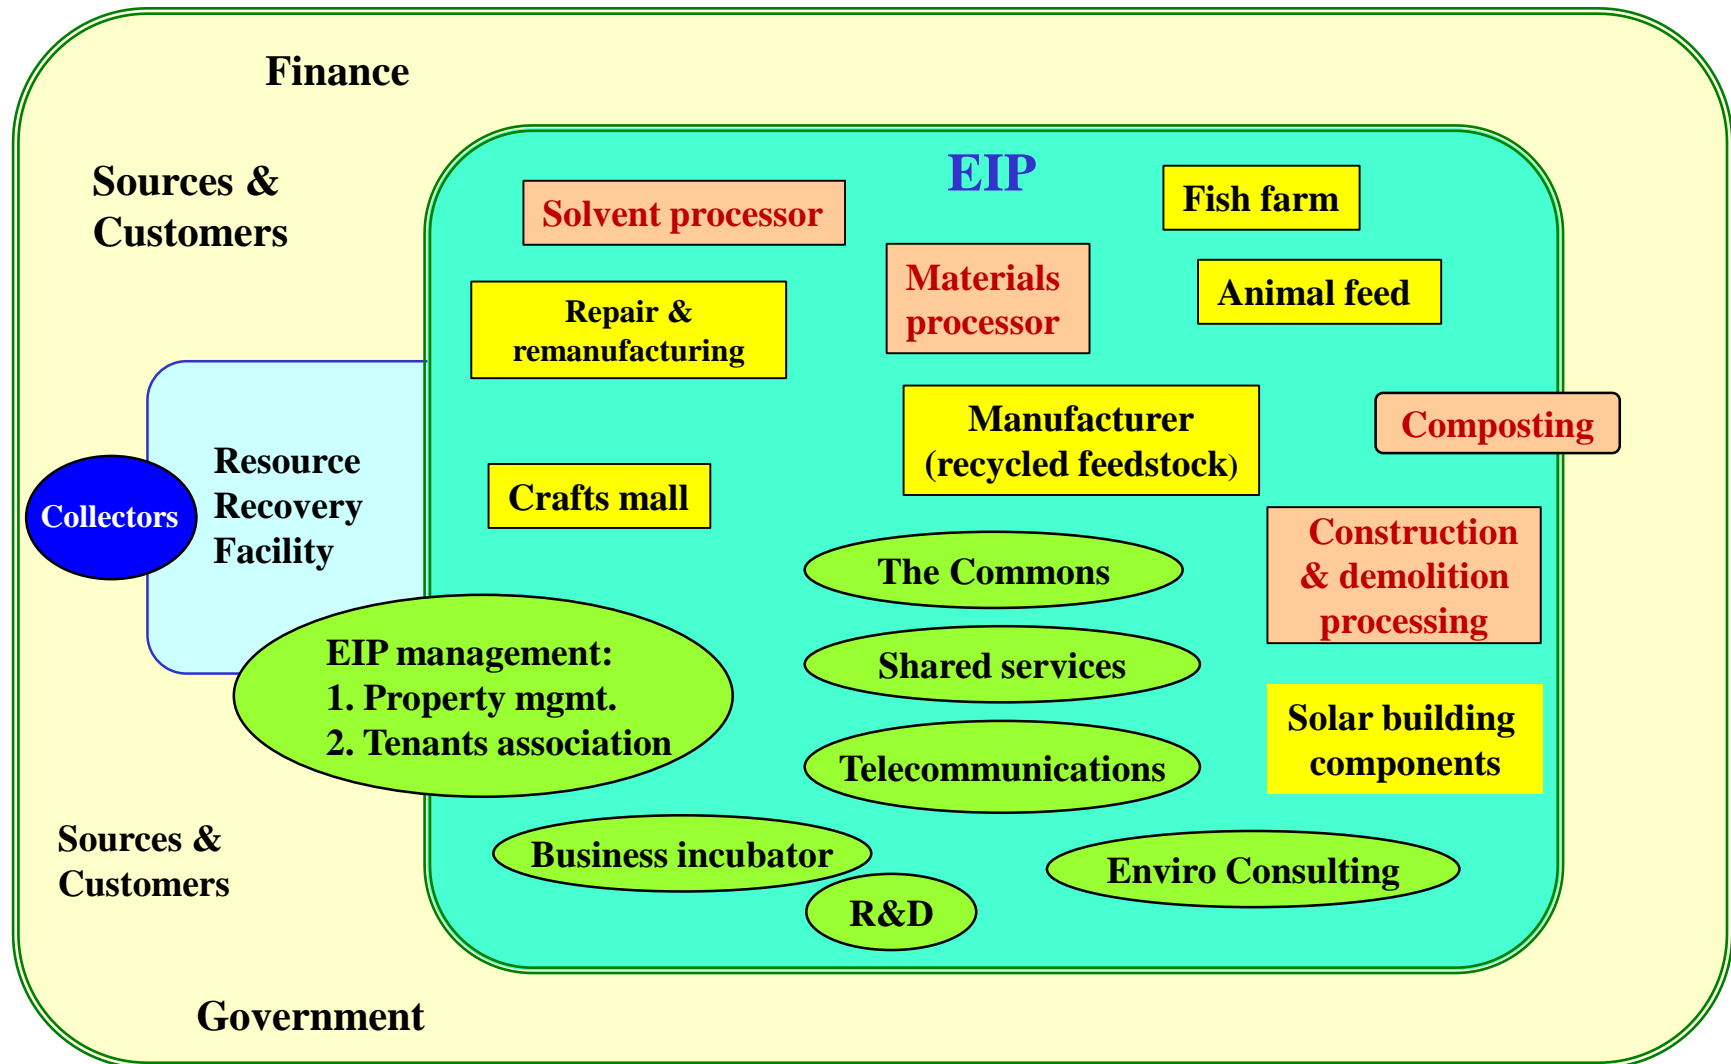 Finance
Sources &
Customers
EIP
Solvent processor
Fish farm
Materials
processor
Animal feed
Repair &
remanufacturing
Manufacturer
(recycled feedstock)
Composting
Resource
Recovery
Facility
Collectors
Crafts mall
Construction
& demolition
processing
The Commons
EIP management:
1. Property mgmt.
2. Tenants association
Shared services
Solar building
components
Telecommunications
Sources &
Customers
Business incubator
Enviro Consulting
R&D
Government